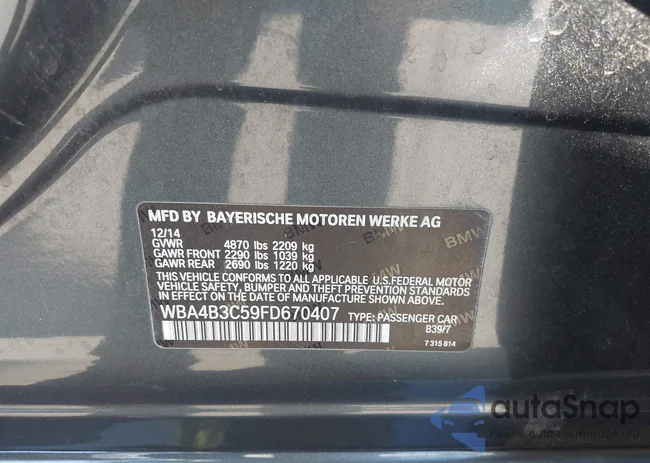 MFD BY BAYERISCHE MOTOREN WERKE AG
12/14
GVWR 4870 lbs 2209 kg
GAWR FRONT 2290 lbs 1039 kg
GAWR REAR 2690 lbs 1220 kg
THIS VEHICLE CONFORMS TO ALL APPLICABLE U.S.FEDERAL MOTOR
VEHICLE SAFETY, BUMPER AND THEFT PREVENTION STANDARDS
IN EFFECT ON THE DATE OF MANUFACTURE SHOWN ABOVE.
WBA4B3C59FD670407 TYPE: PASSENGER CAR
B39/7
7 315 814
BMW
BMW
BMW
autoSnap